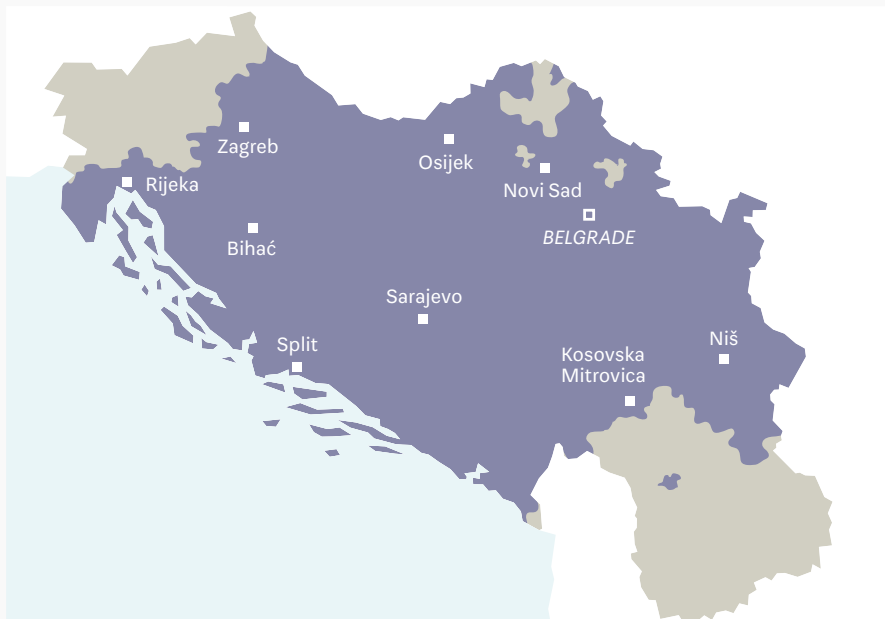 Zagreb
Osijek
Rijeka
Novi Sad
BELGRADE
Bihać
Sarajevo
Split
Niš
Kosovska
Mitrovica